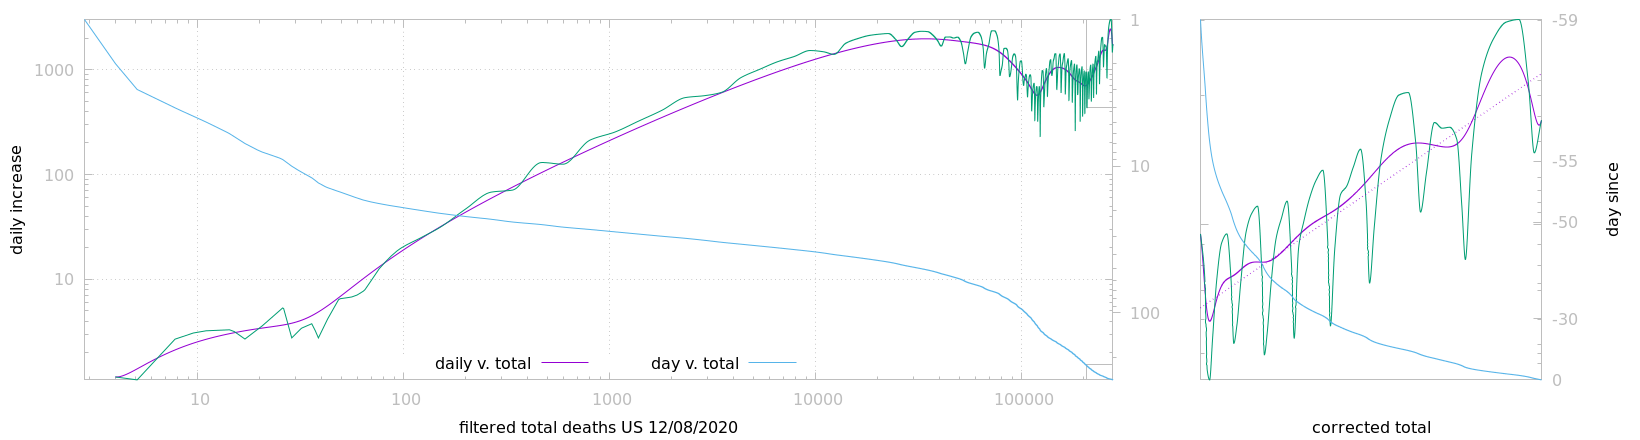 1000
100
10
daily increase
10
100
1000
10000
100000
filtered total deaths US 12/08/2020
daily v. total
day v. total
1
10
100
-59
-55
-50
-30
0
day since
corrected total